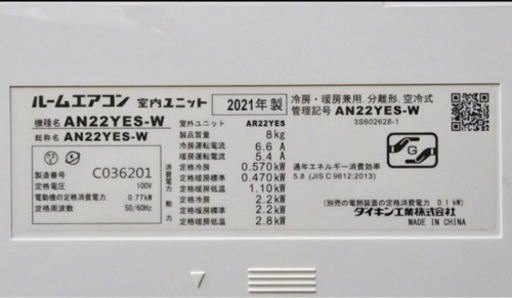 ルームエアコン 室内ユニット 2021年製
冷房・暖房兼用. 分離形. 空冷式
機種名 AN22YES-W
管理記号 AN22YES-W
総称名 AN22YES-W
3S602628-1
製造番号 C036201
定格電圧 100V
電動機の定格消費電力 0.77kW
定格周波数 50/60Hz
室外ユニット AR22YES
製品質量 8kg
冷房運転電流 6.6 A
暖房運転電流 5.4 A
消費電力
定格冷房 0.570kW
定格暖房標準 0.470kW
定格暖房低温 1.10kW
能力
定格冷房 2.2kW
定格暖房標準 2.2kW
定格暖房低温 2.8kW
通年エネルギー消費効率
5.8 (JIS C 9612:2013)
(別売の電熱装置の定格消費電力 0.1 kW)
ダイキン工業株式会社
MADE IN CHINA